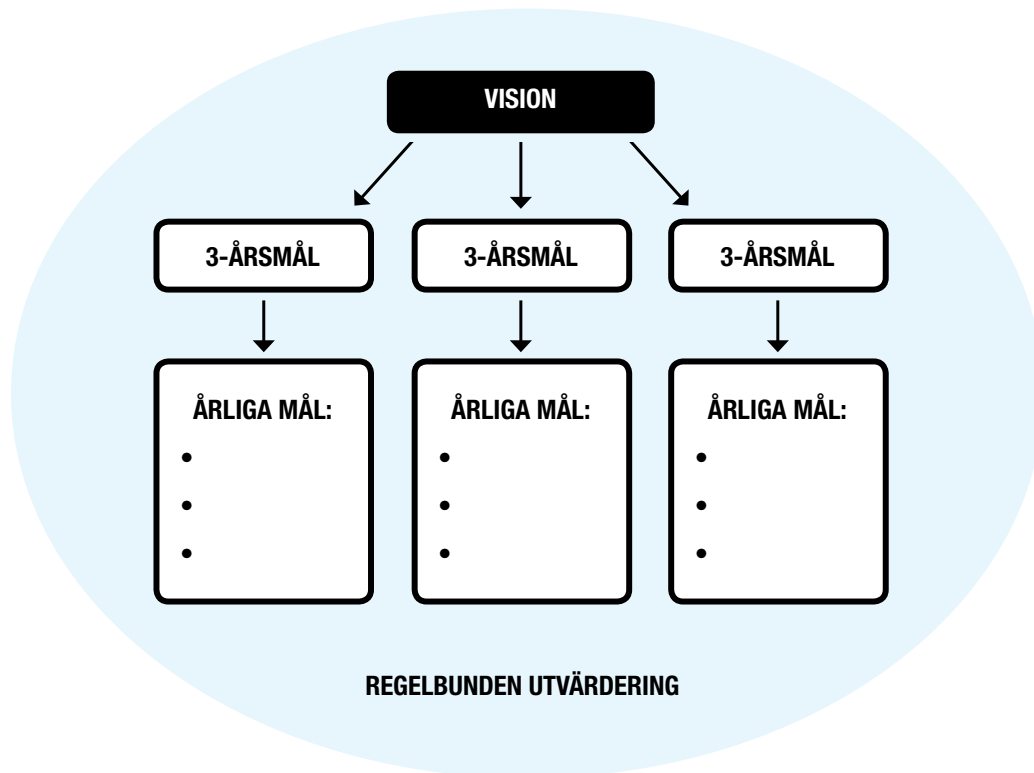 VISION
3-ÅRSMÅL
3-ÅRSMÅL
3-ÅRSMÅL
ÅRLIGA MÅL:
•
•
•
ÅRLIGA MÅL:
•
•
•
ÅRLIGA MÅL:
•
•
•
REGELBUNDEN UTVÄRDERING